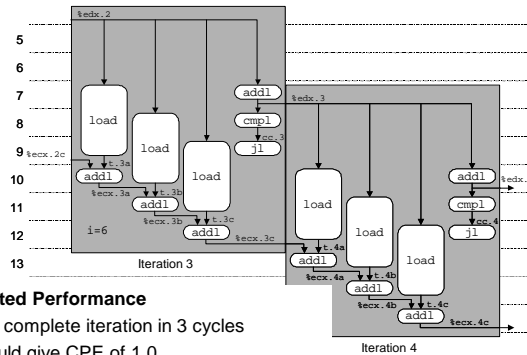 %edx.2
5
6
7
8
9
10
11
12
13
addl
cmpl
cc.3
jl
load
load
load
%ecx.2c
t.3a
addl
%ecx.3a
t.3b
addl
%ecx.3b
t.3c
addl
%ecx.3c
i=6
Iteration 3
%edx.3
addl
%edx.
cmpl
cc.4
jl
load
load
load
t.4a
addl
%ecx.4a
t.4b
addl
%ecx.4b
t.4c
addl
%ecx.4c
Iteration 4
ted Performance
complete iteration in 3 cycles
uld give CPE of 1.0